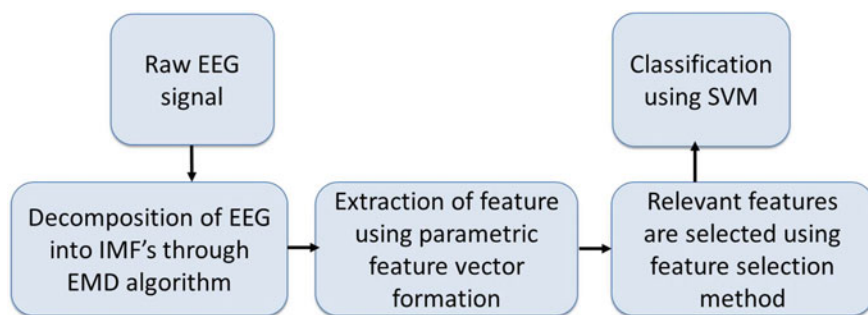 Raw EEG
signal
Decomposition of EEG
into IMF's through
EMD algorithm
Extraction of feature
using parametric
feature vector
formation
Relevant features
are selected using
feature selection
method
Classification
using SVM